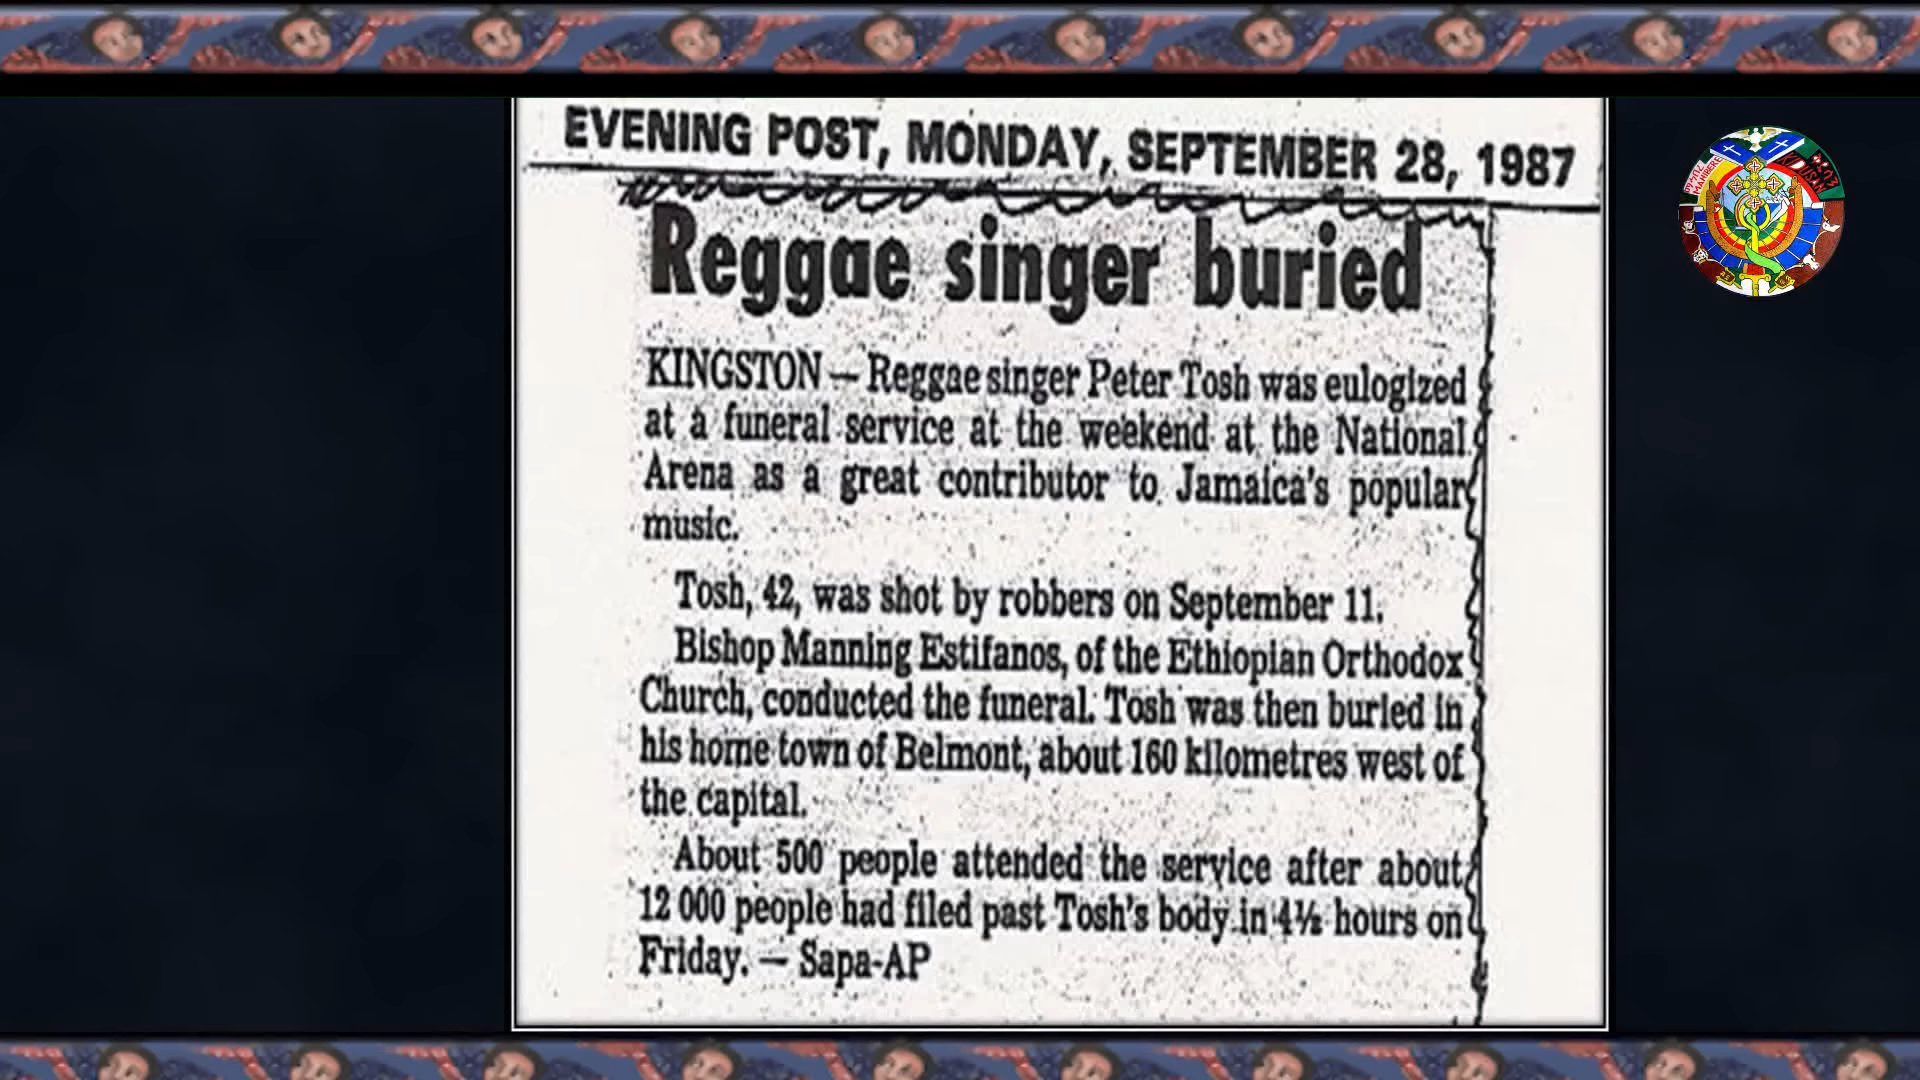 EVENING POST, MONDAY, SEPTEMBER 28, 1987
Reggae singer buried
KINGSTON — Reggae singer Peter Tosh was eulogized
at a funeral service at the weekend at the National
Arena as a great contributor to Jamaica's popular
music.
Tosh, 42, was shot by robbers on September 11.
Bishop Manning Estifanos, of the Ethiopian Orthodox
Church, conducted the funeral. Tosh was then buried in
his home town of Belmont, about 160 kilometres west of
the capital.
About 500 people attended the service after about
12 000 people had filed past Tosh's body in 4½ hours on
Friday. — Sapa-AP
MAHIBERE
KIDUSAN